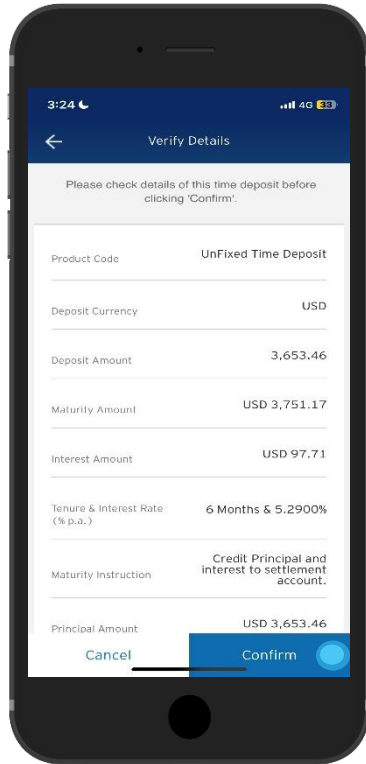 3:24 4G 33
Verify Details
Please check details of this time deposit before
clicking 'Confirm'.
Product Code UnFixed Time Deposit
Deposit Currency USD
Deposit Amount 3,653.46
Maturity Amount USD 3,751.17
Interest Amount USD 97.71
Tenure & Interest Rate
(% p.a.) 6 Months & 5.2900%
Maturity Instruction Credit Principal and
interest to settlement
account.
Principal Amount USD 3,653.46
Cancel Confirm